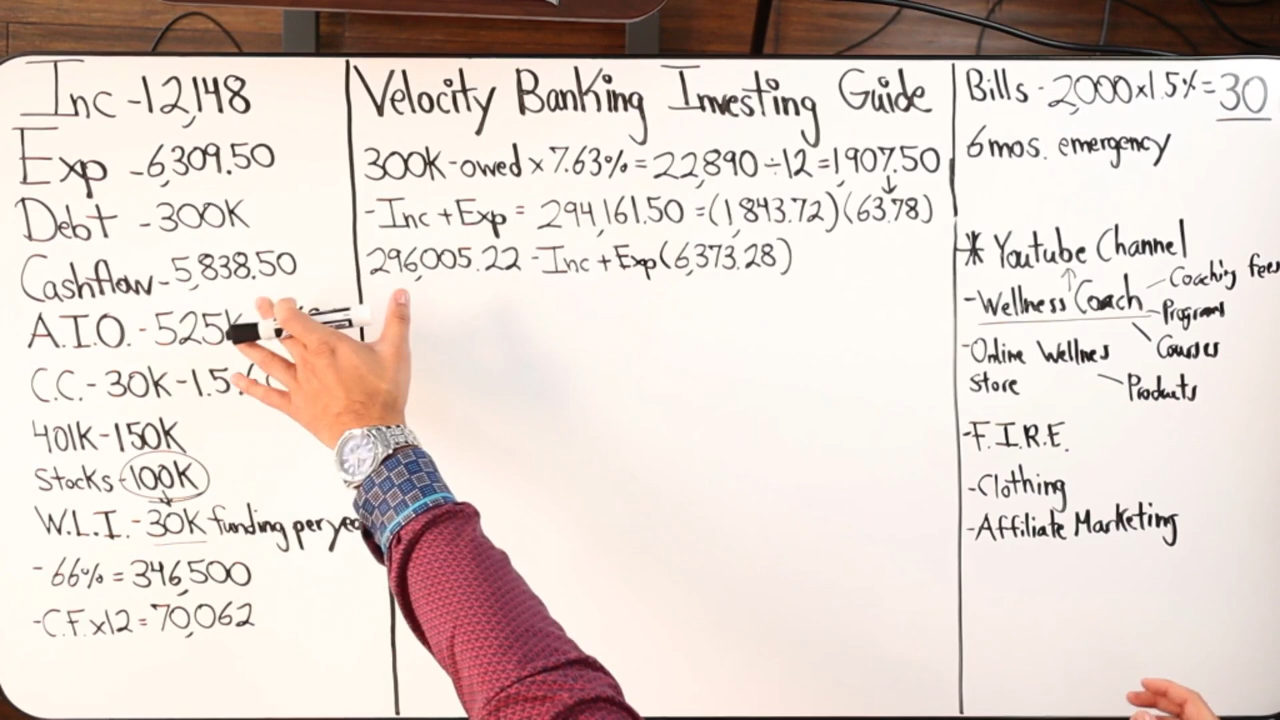 Inc -12,148
Exp -6,309.50
Debt -300K
Cashflow -5,838.50
A.I.O. -525K
C.C.- 30K -1.5
401K-150K
Stocks -100K
W.L.I. -30K funding per
- 66% = 346,500
-C.F. x12 = 70,062
Velocity Banking Investing Guide
300K-owed x 7.63% = 22,890 ÷ 12 = 1,907.50
-Inc + Exp = 294,161.50 = (1,843.72)(63.78)
296,005.22 -Inc + Exp (6,373.28)
Bills - 2,000 x 1.5% = 30
6 mos. emergency
* Youtube Channel
-Wellness Coach
- Coaching fees
- Programs
Courses
-Online Wellnes
Store
Products
-F.I.R.E.
-Clothing
-Affiliate Marketing